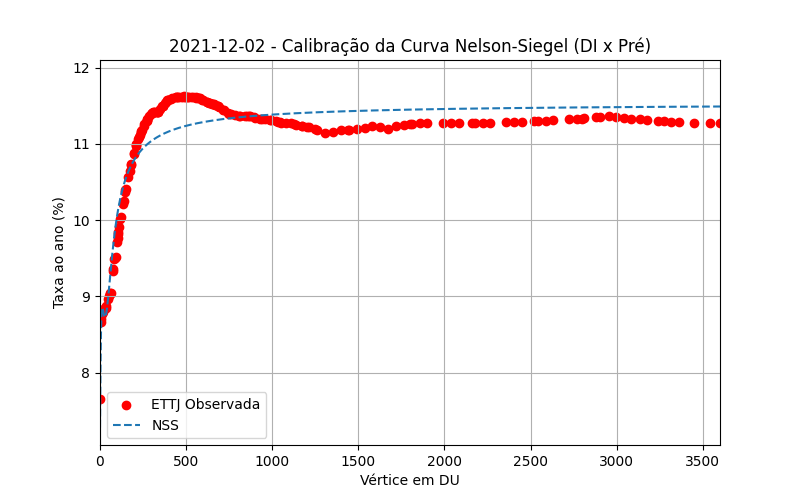 2021-12-02 - Calibração da Curva Nelson-Siegel (DI x Pré)
12
11
10
9
8
Taxa ao ano (%)
ETTJ Observada
NSS
0
500
1000
1500
2000
2500
3000
3500
Vértice em DU